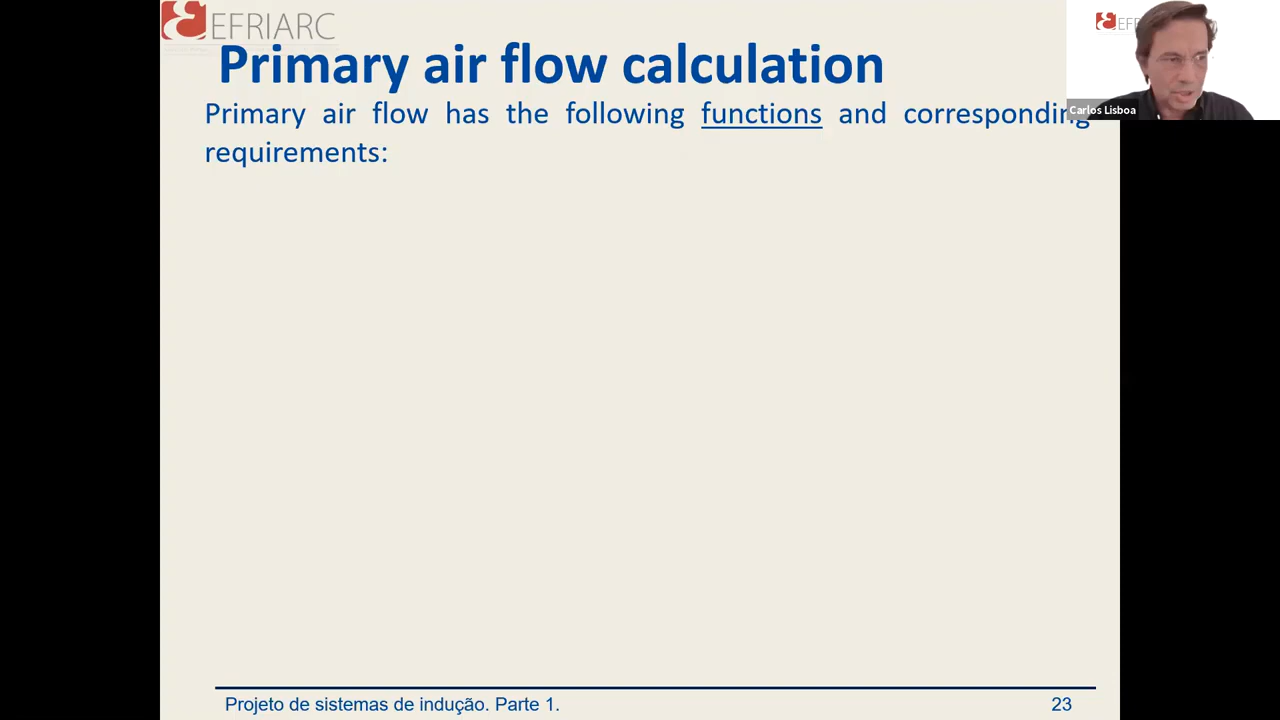 EFRIARC
Primary air flow calculation
Primary air flow has the following functions and corresponding
requirements:
EF
Carlos Lisboa
Projeto de sistemas de indução. Parte 1.
23